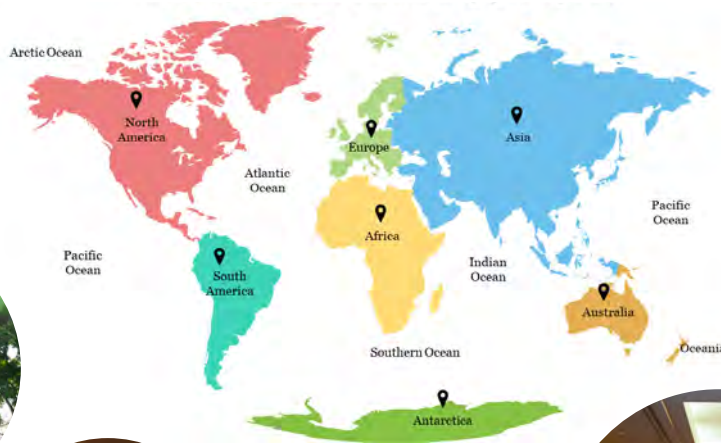 Arctic Ocean
North
America
Europe
Asia
Atlantic
Ocean
Pacific
Ocean
Africa
Pacific
Ocean
Indian
Ocean
South
America
Australia
Southern Ocean
Oceania
Antarctica